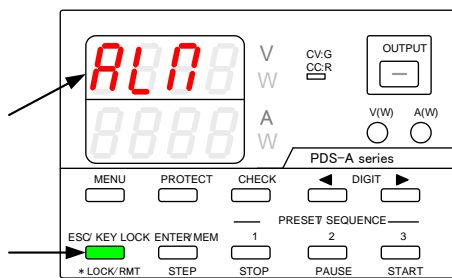 ALM
V
W
A
W
CV:G
CC:R
OUTPUT
V(W) A(W)
PDS-A series
MENU PROTECT CHECK ◀ DIGIT ▶
PRESET/ SEQUENCE
ESC/ KEY LOCK ENTER/MEM 1 2 3
* LOCK/RMT STEP STOP PAUSE START